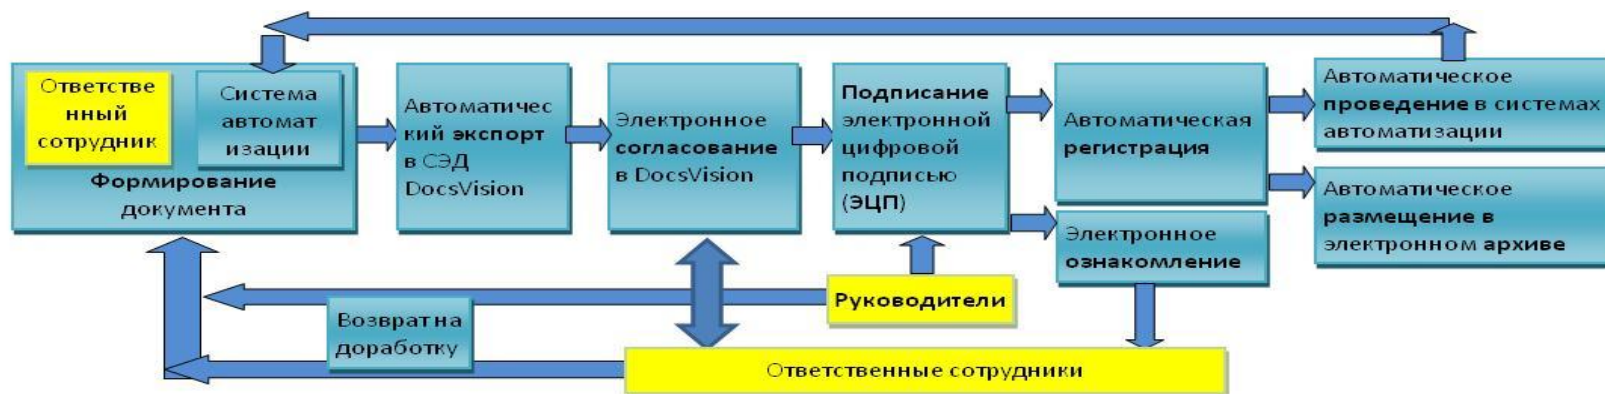 Ответстве
нный
сотрудник
Система
автомат
изации
Формирование
документа
Автоматичес
кий экспорт
в СЭД
DocsVision
Электронное
согласование
в DocsVision
Подписание
электронной
цифровой
подписью
(ЭЦП)
Автоматическая
регистрация
Автоматическое
проведение в системах
автоматизации
Автоматическое
размещение в
электронном архиве
Электронное
ознакомление
Руководители
Возврат на
доработку
Ответственные сотрудники